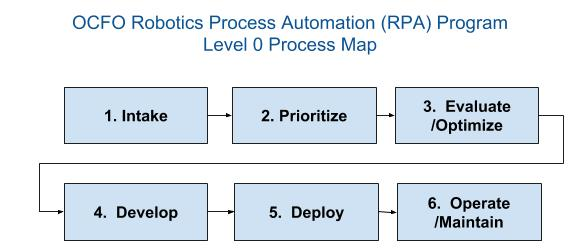 OCFO Robotics Process Automation (RPA) Program
Level 0 Process Map
1. Intake
2. Prioritize
3. Evaluate
/Optimize
4. Develop
5. Deploy
6. Operate
/Maintain